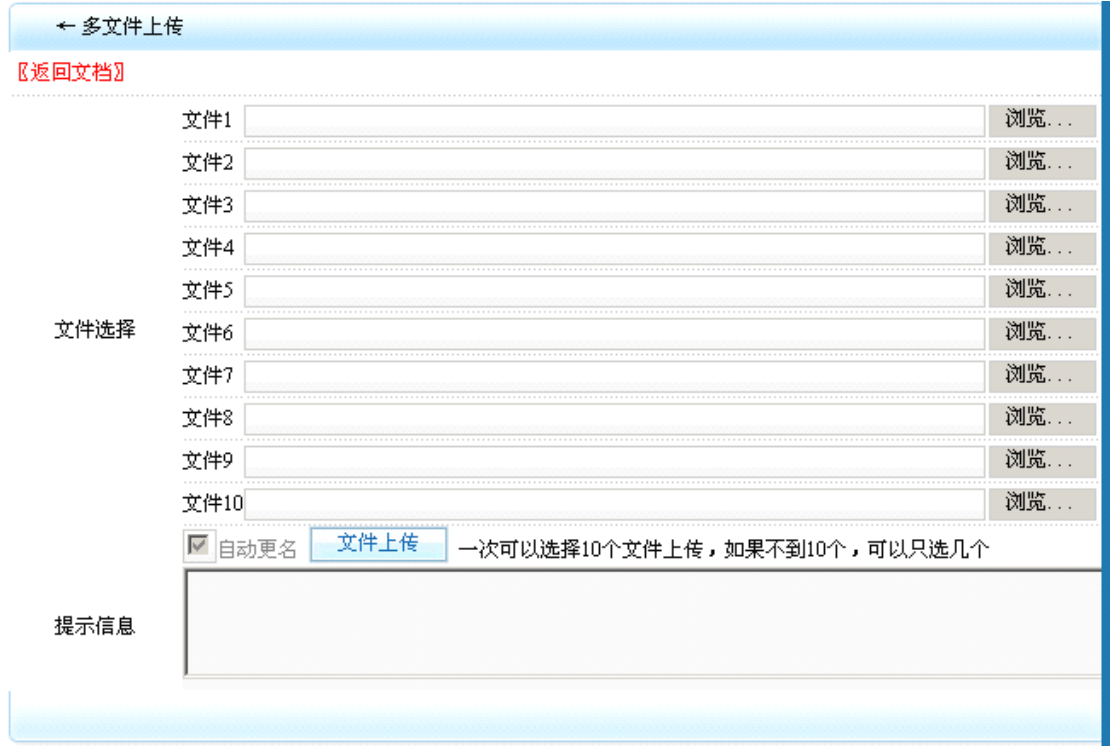 ← 多文件上传
〖返回文档〗
文件1 浏览...
文件2 浏览...
文件3 浏览...
文件4 浏览...
文件5 浏览...
文件选择 文件6 浏览...
文件7 浏览...
文件8 浏览...
文件9 浏览...
文件10 浏览...
自动更名 文件上传 一次可以选择10个文件上传，如果不到10个，可以只选几个
提示信息